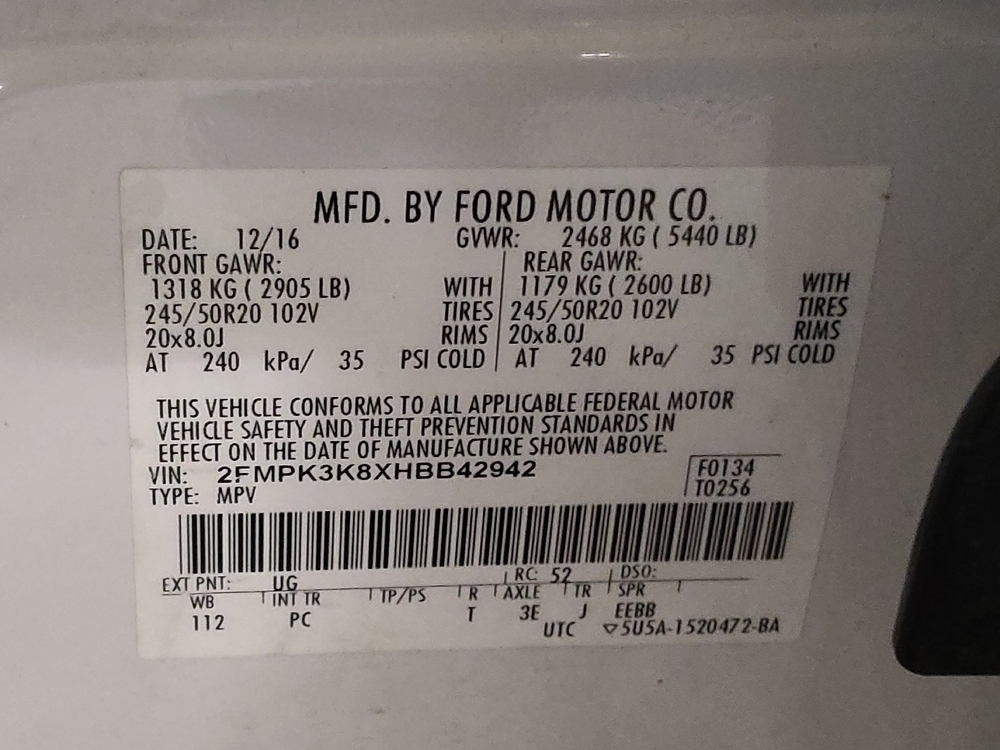 MFD. BY FORD MOTOR CO.
DATE: 12/16 GVWR: 2468 KG ( 5440 LB)
FRONT GAWR: REAR GAWR:
1318 KG ( 2905 LB) WITH 1179 KG ( 2600 LB) WITH
245/50R20 102V TIRES 245/50R20 102V TIRES
20x8.0J RIMS 20x8.0J RIMS
AT 240 kPa/ 35 PSI COLD AT 240 kPa/ 35 PSI COLD
THIS VEHICLE CONFORMS TO ALL APPLICABLE FEDERAL MOTOR
VEHICLE SAFETY AND THEFT PREVENTION STANDARDS IN
EFFECT ON THE DATE OF MANUFACTURE SHOWN ABOVE.
VIN: 2FMPK3K8XHBB42942 F0134
TYPE: MPV T0256
EXT PNT: UG RC: 52 DSO:
WB INT TR TP/PS R AXLE TR SPR
112 PC T 3E J EEBB
UTC ▽5U5A-1520472-BA